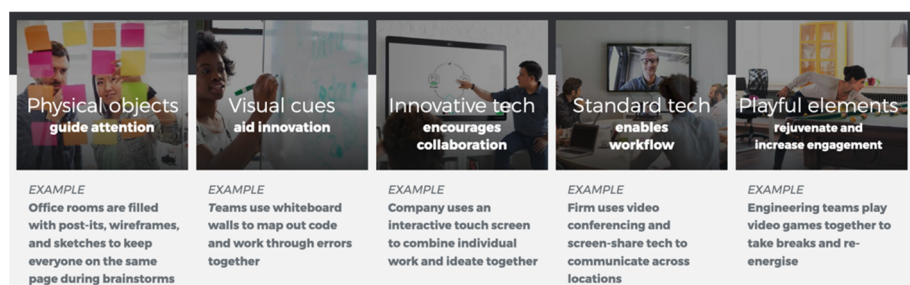 Physical objects
guide attention
EXAMPLE
Office rooms are filled
with post-its, wireframes,
and sketches to keep
everyone on the same
page during brainstorms
Visual cues
aid innovation
EXAMPLE
Teams use whiteboard
walls to map out code
and work through errors
together
Innovative tech
encourages
collaboration
EXAMPLE
Company uses an
interactive touch screen
to combine individual
work and ideate together
Standard tech
enables
workflow
EXAMPLE
Firm uses video
conferencing and
screen-share tech to
communicate across
locations
Playful elements
rejuvenate and
increase engagement
EXAMPLE
Engineering teams play
video games together to
take breaks and re-
energise